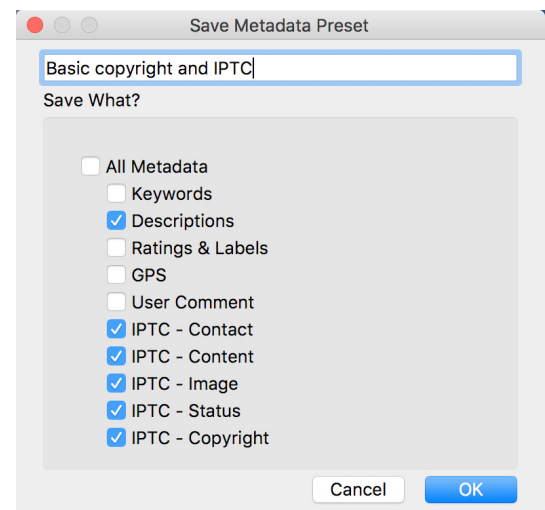 Save Metadata Preset
Basic copyright and IPTC
Save What?
All Metadata
Keywords
Descriptions
Ratings & Labels
GPS
User Comment
IPTC - Contact
IPTC - Content
IPTC - Image
IPTC - Status
IPTC - Copyright
Cancel OK